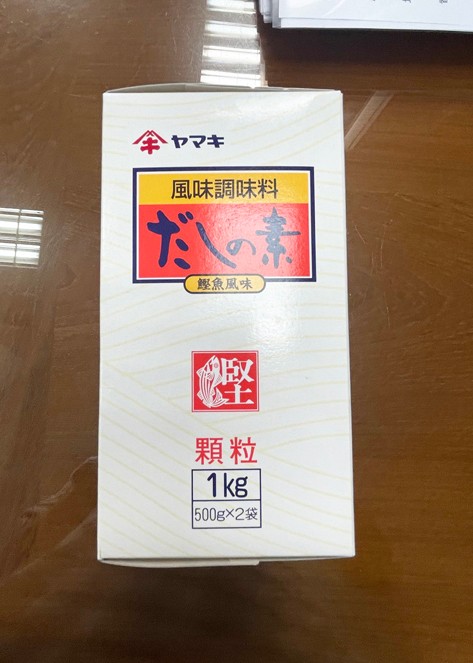 ヤマキ
風味調味料
だしの素
鰹魚風味
堅
顆粒
1kg
500g×2袋